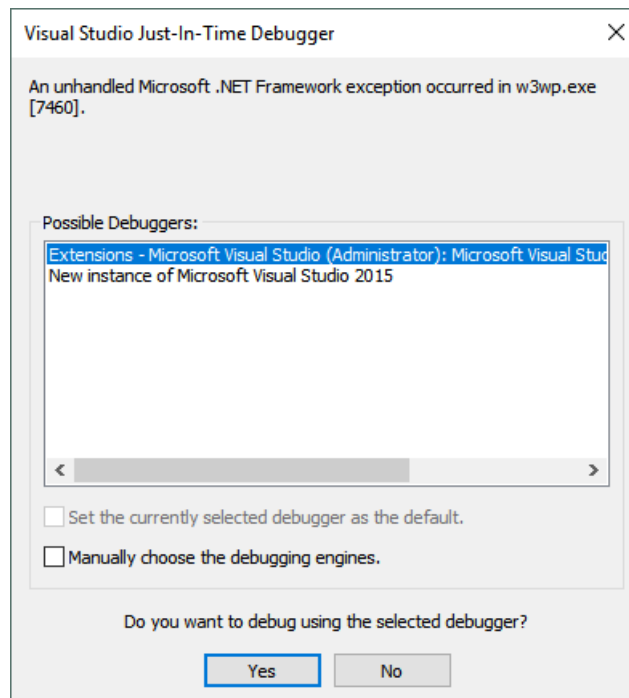 Visual Studio Just-In-Time Debugger
An unhandled Microsoft .NET Framework exception occurred in w3wp.exe
[7460].
Possible Debuggers:
Extensions - Microsoft Visual Studio (Administrator): Microsoft Visual
New instance of Microsoft Visual Studio 2015
Set the currently selected debugger as the default.
Manually choose the debugging engines.
Do you want to debug using the selected debugger?
Yes
No